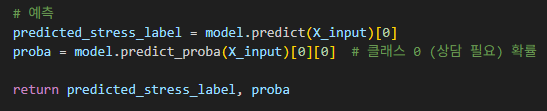 # 예측
predicted_stress_label = model.predict(X_input)[0]
proba = model.predict_proba(X_input)[0][0]  # 클래스 0 (상담 필요) 확률
return predicted_stress_label, proba